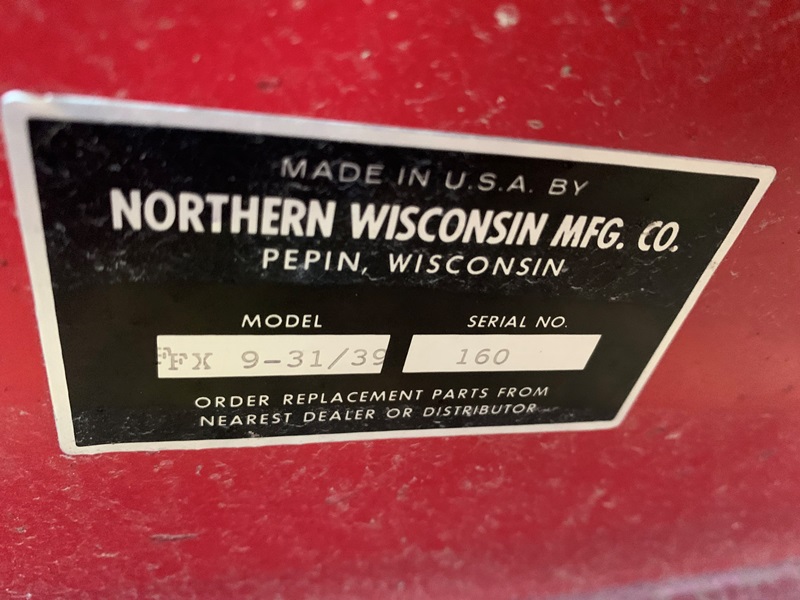 MADE IN U.S.A. BY
NORTHERN WISCONSIN MFG. CO.
PEPIN, WISCONSIN
MODEL SERIAL NO.
FFX 9-31/39 160
ORDER REPLACEMENT PARTS FROM
NEAREST DEALER OR DISTRIBUTOR